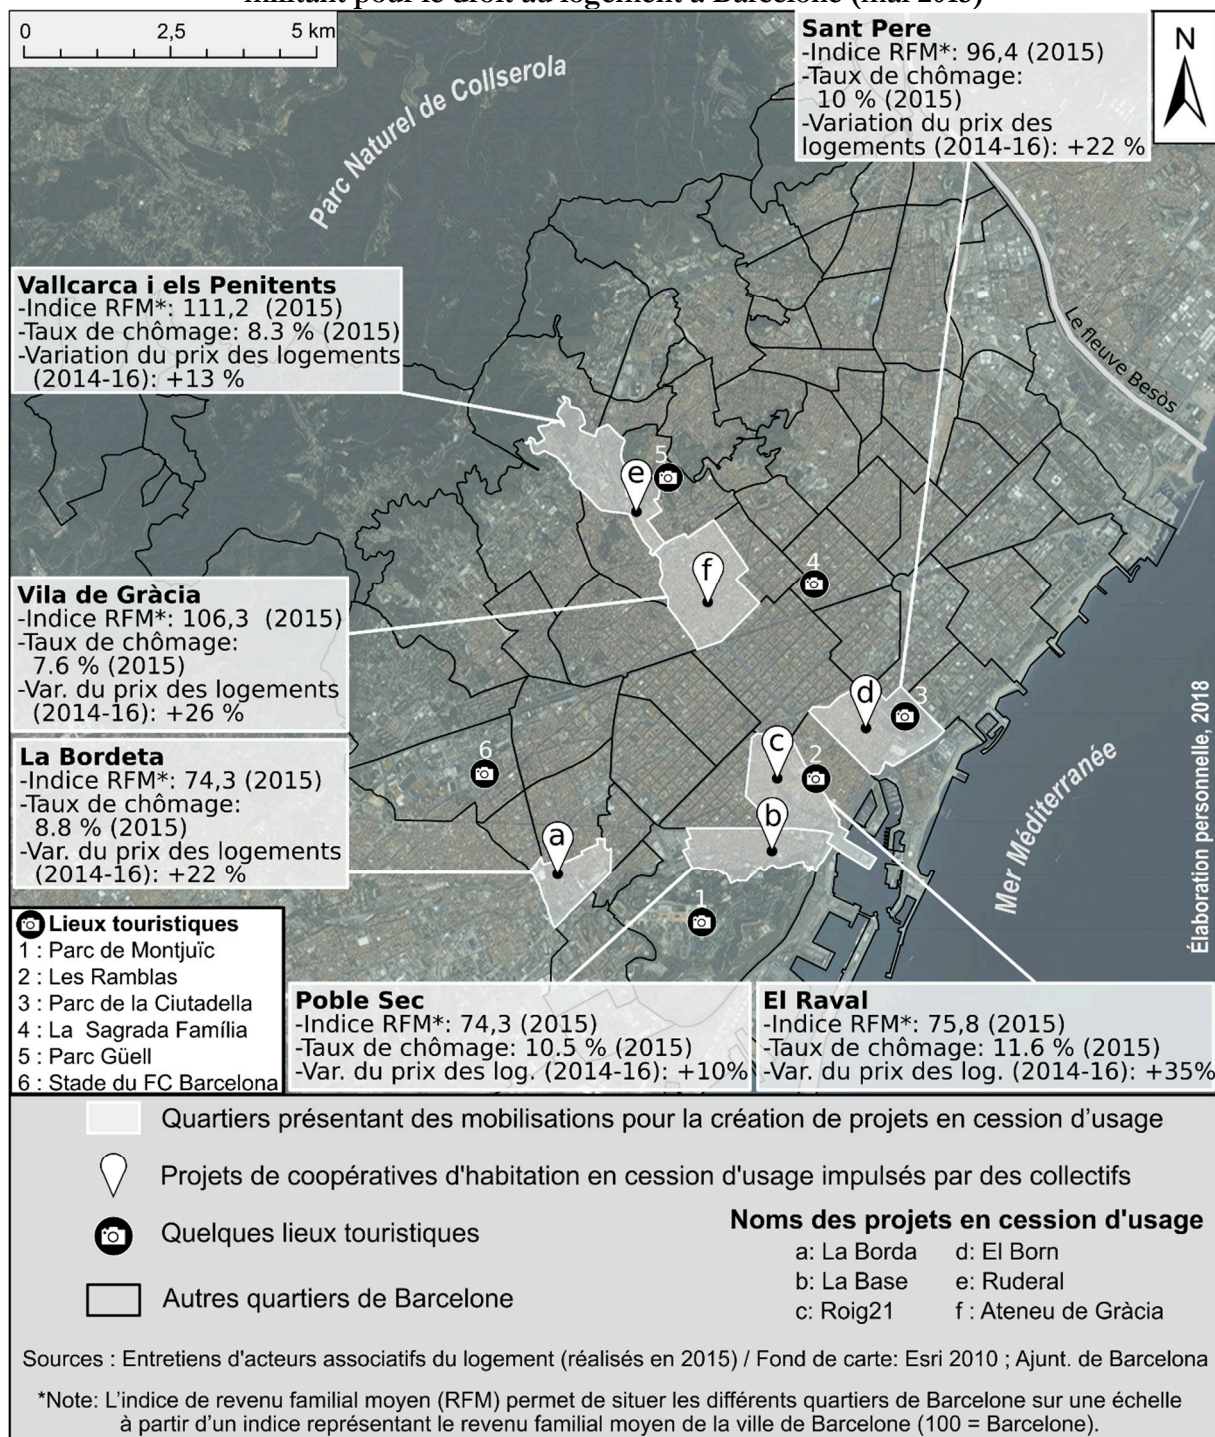 militant pour le droit au logement à Barcelone (mai 2015)
0 2,5 5 km
N
Sant Pere
-Indice RFM*: 96,4 (2015)
-Taux de chômage:
10 % (2015)
-Variation du prix des
logements (2014-16): +22 %
Parc Naturel de Collserola
Le fleuve Besòs
Vallcarca i els Penitents
-Indice RFM*: 111,2 (2015)
-Taux de chômage: 8.3 % (2015)
-Variation du prix des logements
(2014-16): +13 %
5
e
f
4
Vila de Gràcia
-Indice RFM*: 106,3 (2015)
-Taux de chômage:
7.6 % (2015)
-Var. du prix des logements
(2014-16): +26 %
d
3
c
2
6
b
a
1
La Bordeta
-Indice RFM*: 74,3 (2015)
-Taux de chômage:
8.8 % (2015)
-Var. du prix des logements
(2014-16): +22 %
Mer Méditerranée
Élaboration personnelle, 2018
Lieux touristiques
1 : Parc de Montjuïc
2 : Les Ramblas
3 : Parc de la Ciutadella
4 : La Sagrada Família
5 : Parc Güell
6 : Stade du FC Barcelona
Poble Sec
-Indice RFM*: 74,3 (2015)
-Taux de chômage: 10.5 % (2015)
-Var. du prix des log. (2014-16): +10%
El Raval
-Indice RFM*: 75,8 (2015)
-Taux de chômage: 11.6 % (2015)
-Var. du prix des log. (2014-16): +35%
Quartiers présentant des mobilisations pour la création de projets en cession d'usage
Projets de coopératives d'habitation en cession d'usage impulsés par des collectifs
Quelques lieux touristiques
Autres quartiers de Barcelone
Noms des projets en cession d'usage
a: La Borda d: El Born
b: La Base e: Ruderal
c: Roig21 f : Ateneu de Gràcia
Sources : Entretiens d'acteurs associatifs du logement (réalisés en 2015) / Fond de carte: Esri 2010 ; Ajunt. de Barcelona
*Note: L'indice de revenu familial moyen (RFM) permet de situer les différents quartiers de Barcelone sur une échelle
à partir d'un indice représentant le revenu familial moyen de la ville de Barcelone (100 = Barcelone).